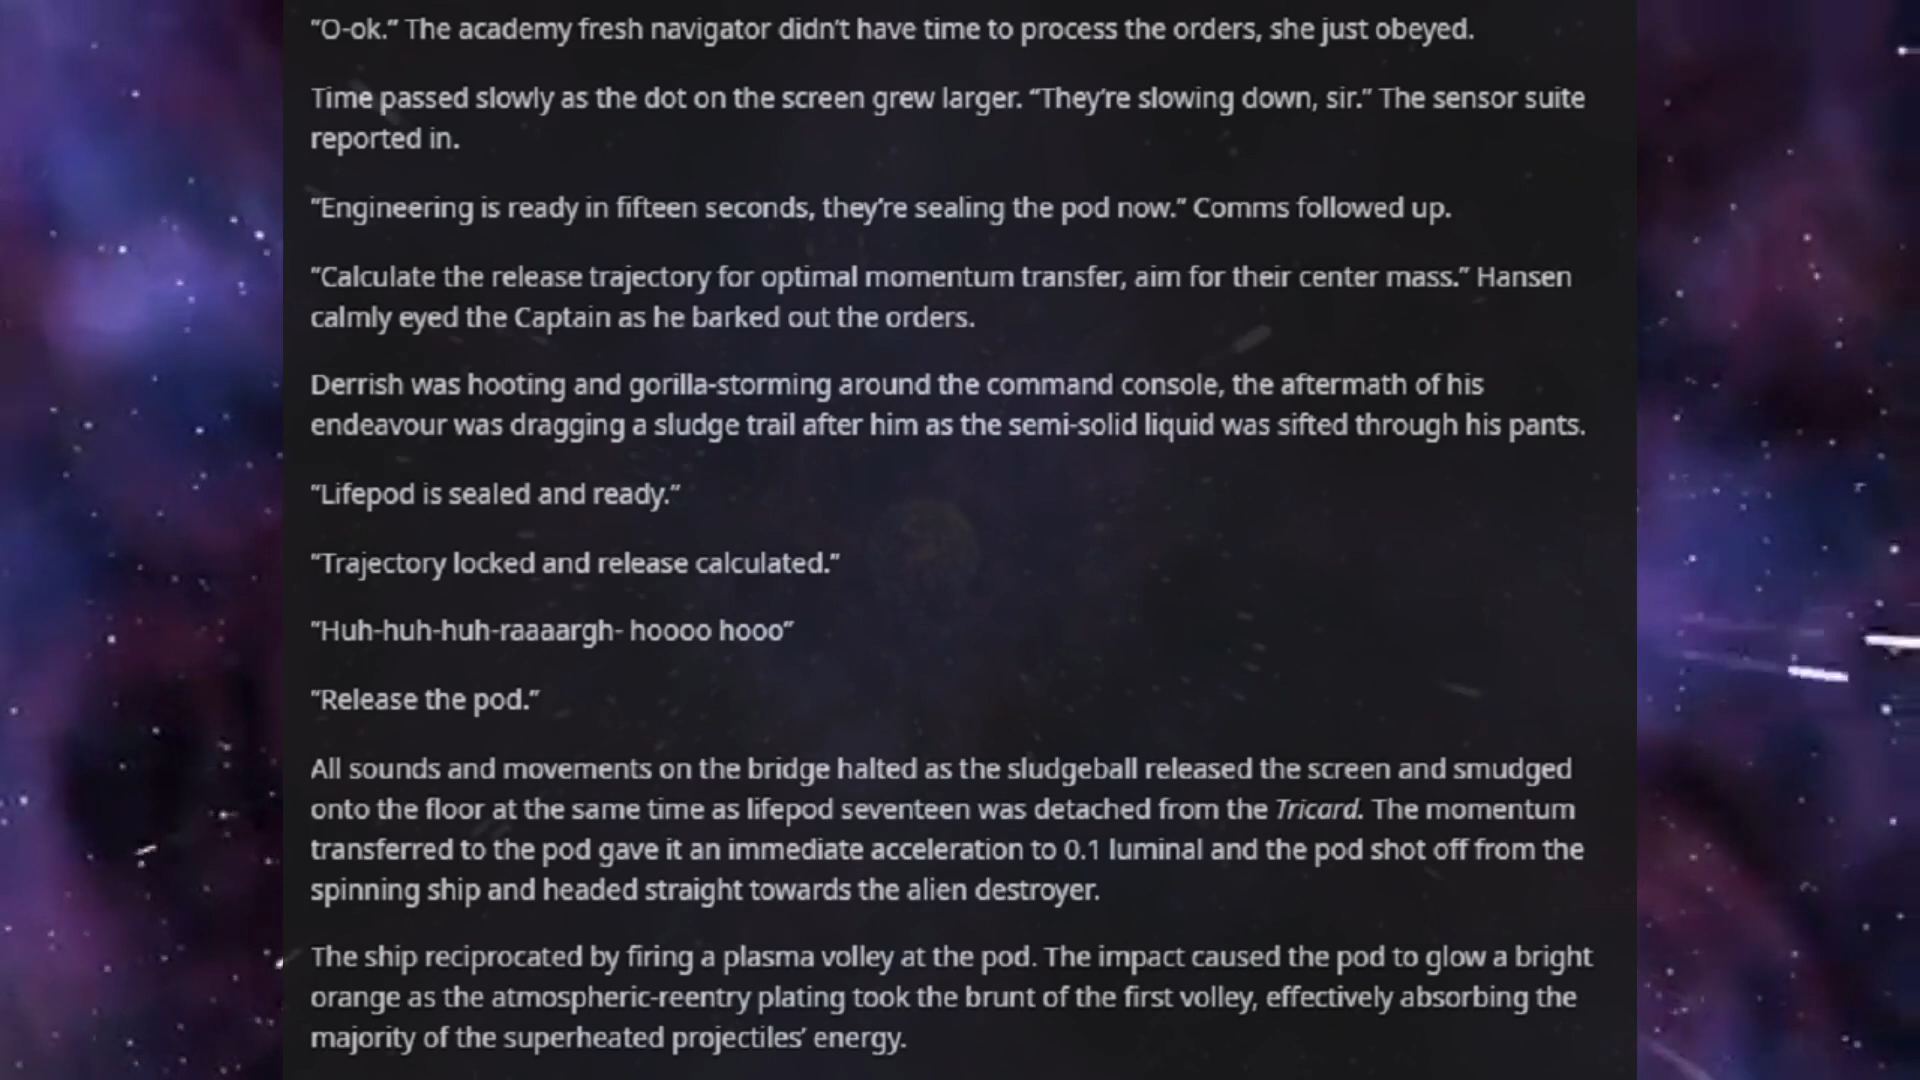 “O-ok.” The academy fresh navigator didn’t have time to process the orders, she just obeyed.
Time passed slowly as the dot on the screen grew larger. “They’re slowing down, sir.” The sensor suite
reported in.
“Engineering is ready in fifteen seconds, they’re sealing the pod now.” Comms followed up.
“Calculate the release trajectory for optimal momentum transfer, aim for their center mass.” Hansen
calmly eyed the Captain as he barked out the orders.
Derrish was hooting and gorilla-storming around the command console, the aftermath of his
endeavour was dragging a sludge trail after him as the semi-solid liquid was sifted through his pants.
“Lifepod is sealed and ready.”
“Trajectory locked and release calculated.”
“Huh-huh-huh-raaaargh- hoooo hooo”
“Release the pod.”
All sounds and movements on the bridge halted as the sludgeball released the screen and smudged
onto the floor at the same time as lifepod seventeen was detached from the Tricard. The momentum
transferred to the pod gave it an immediate acceleration to 0.1 luminal and the pod shot off from the
spinning ship and headed straight towards the alien destroyer.
The ship reciprocated by firing a plasma volley at the pod. The impact caused the pod to glow a bright
orange as the atmospheric-reentry plating took the brunt of the first volley, effectively absorbing the
majority of the superheated projectiles’ energy.